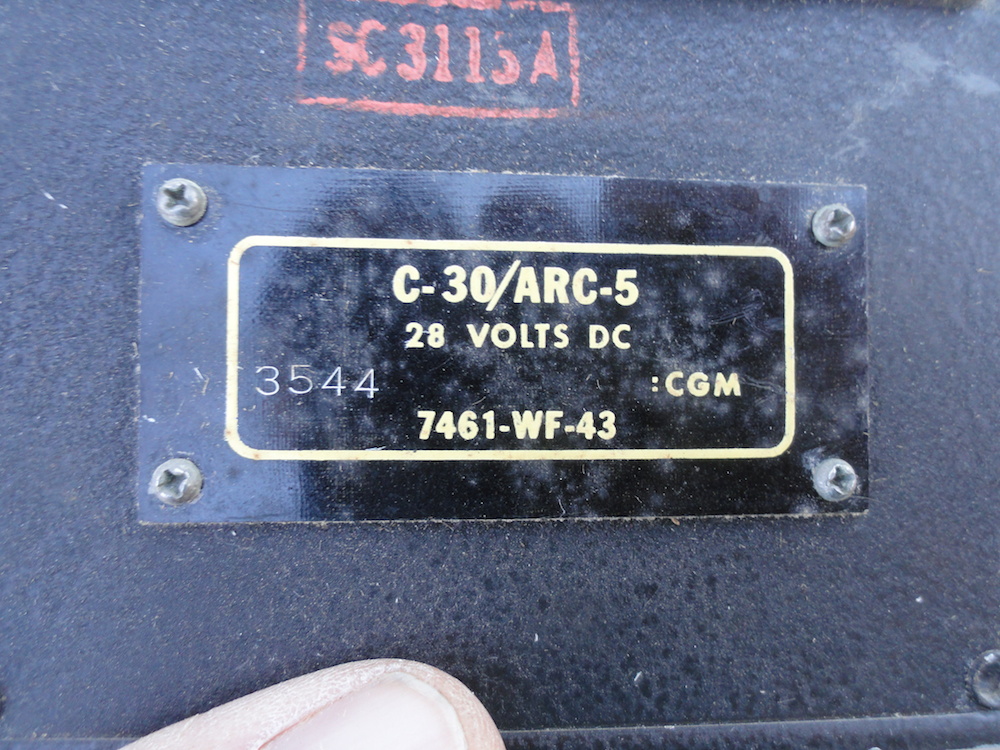 SC3115A
C-30/ARC-5
28 VOLTS DC
3544 :CGM
7461-WF-43